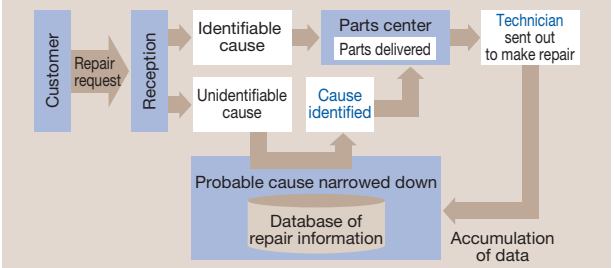 Customer
Repair
request
Reception
Identifiable
cause
Unidentifiable
cause
Parts center
Parts delivered
Cause
identified
Technician
sent out
to make repair
Probable cause narrowed down
Database of
repair information
Accumulation
of data